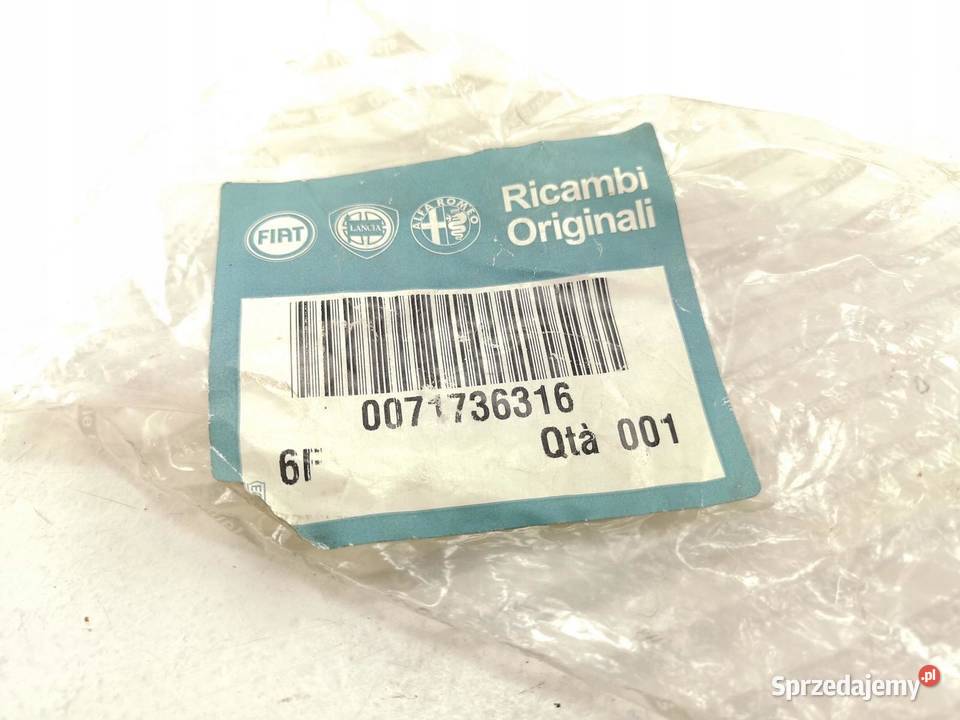 Ricambi
Originali
FIAT
LANCIA
ALFA ROMEO
0071736316
6F
Qtà 001
Sprzedajemy.pl